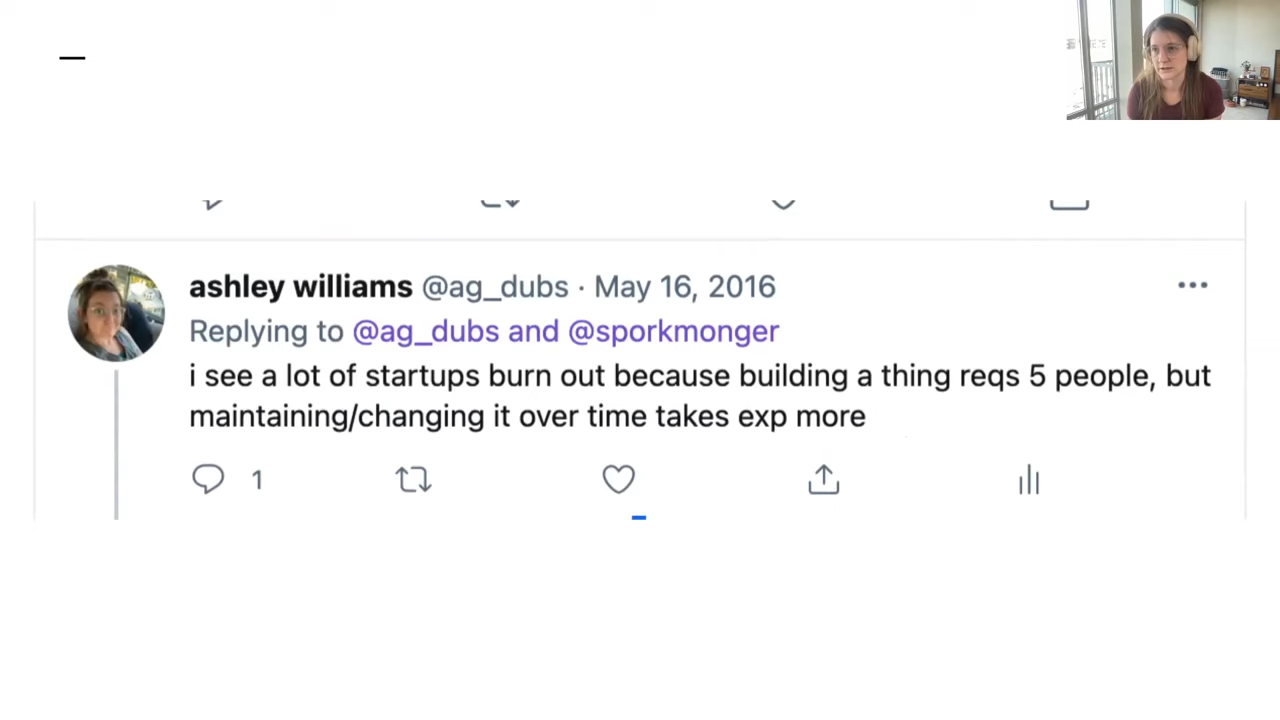 ashley williams @ag_dubs · May 16, 2016
Replying to @ag_dubs and @sporkmonger
i see a lot of startups burn out because building a thing reqs 5 people, but
maintaining/changing it over time takes exp more
1